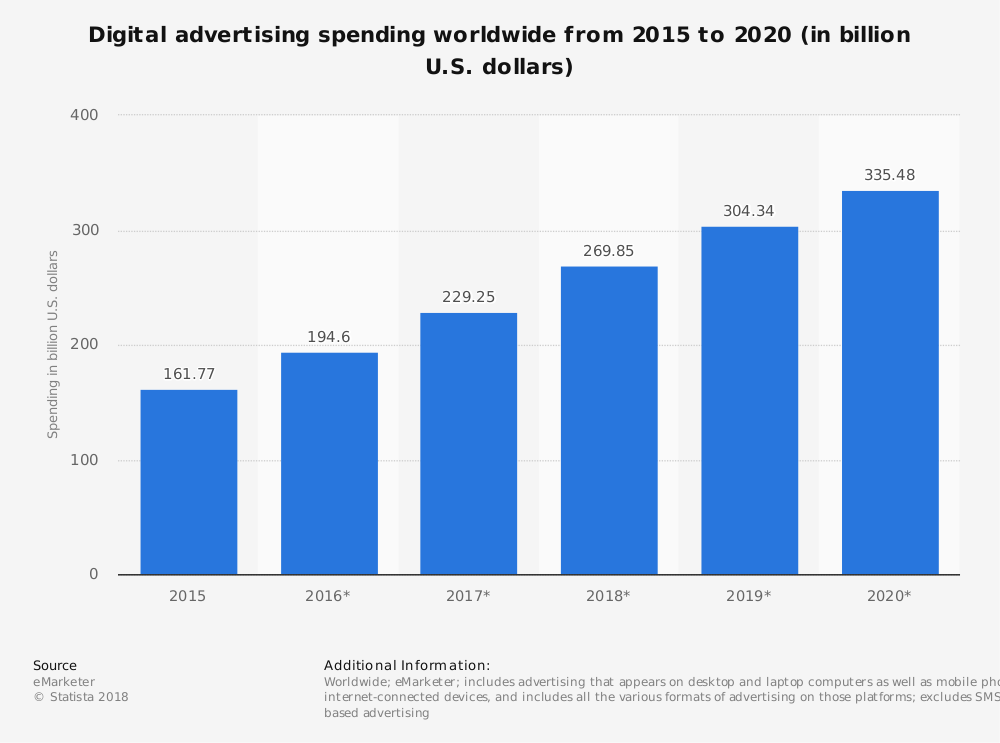 Digital advertising spending worldwide from 2015 to 2020 (in billion
U.S. dollars)
400
300
200
100
0
Spending in billion U.S. dollars
161.77
194.6
229.25
269.85
304.34
335.48
2015
2016*
2017*
2018*
2019*
2020*
Source
eMarketer
© Statista 2018
Additional Information:
Worldwide; eMarketer; includes advertising that appears on desktop and laptop computers as well as mobile
internet-connected devices, and includes all the various formats of advertising on those platforms; excludes SMS
based advertising